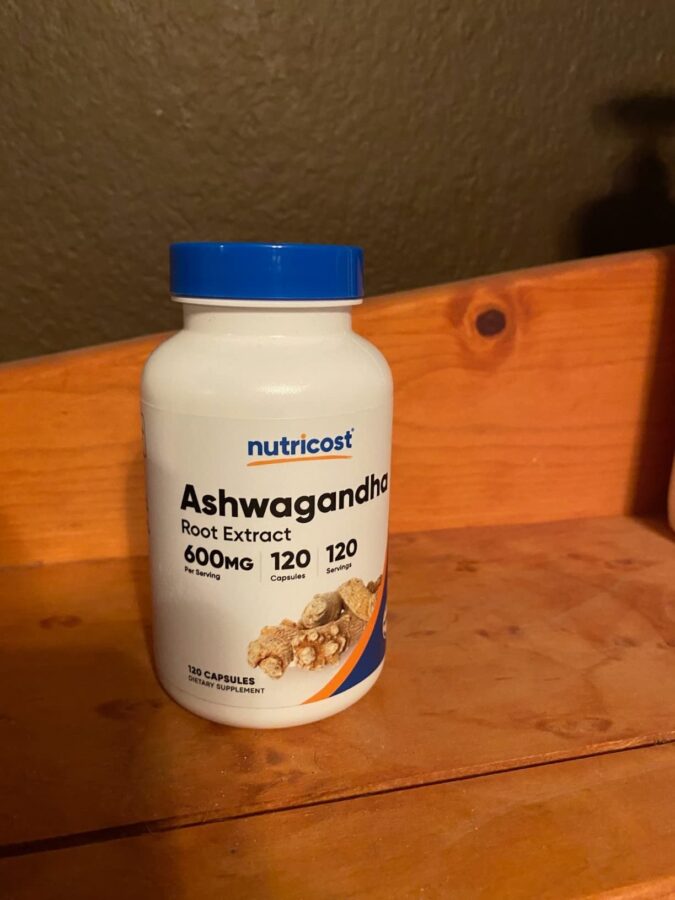 nutricost
Ashwagandha
Root Extract
600MG 120 120
Per Serving Capsules Servings
120 CAPSULES
DIETARY SUPPLEMENT